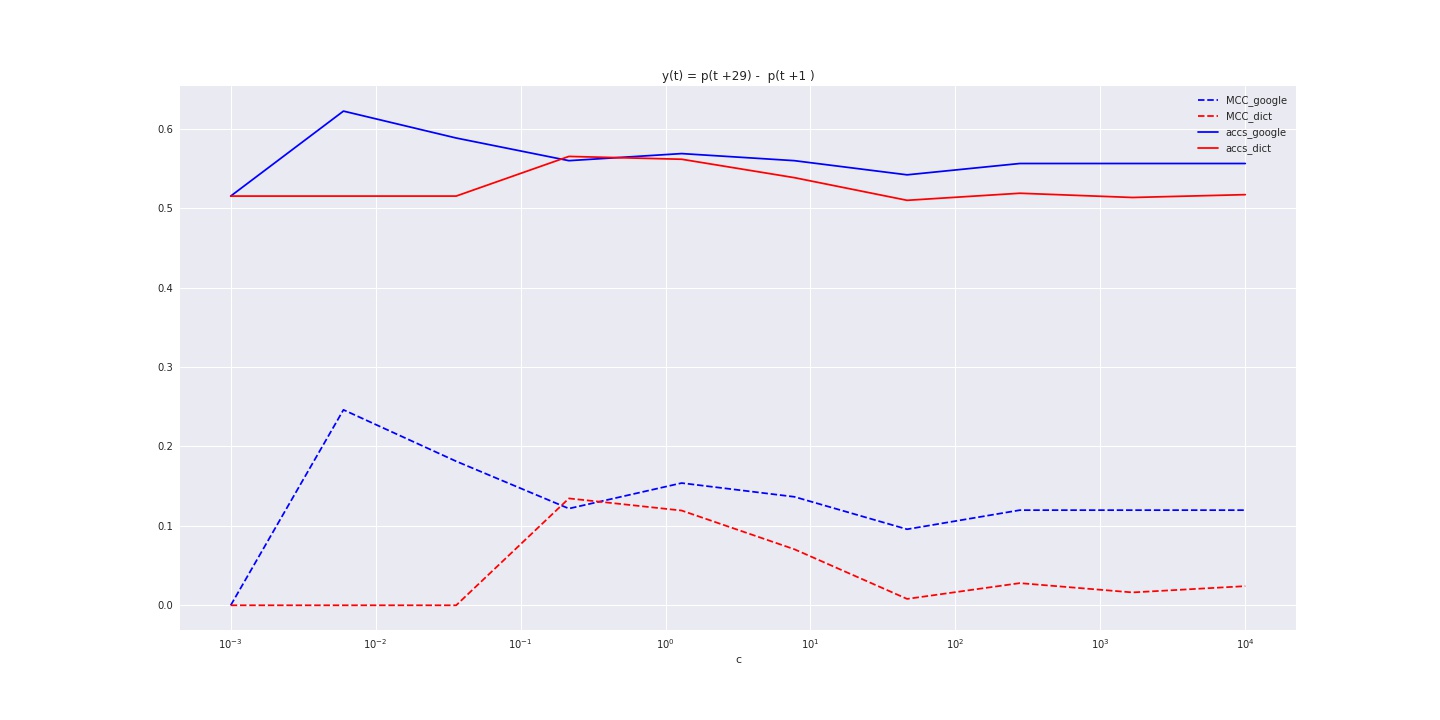 y(t) = p(t +29) -  p(t +1 )
MCC_google
MCC_dict
accs_google
accs_dict
0.6
0.5
0.4
0.3
0.2
0.1
0.0
10⁻³ 10⁻² 10⁻¹ 10⁰ 10¹ 10² 10³ 10⁴
c